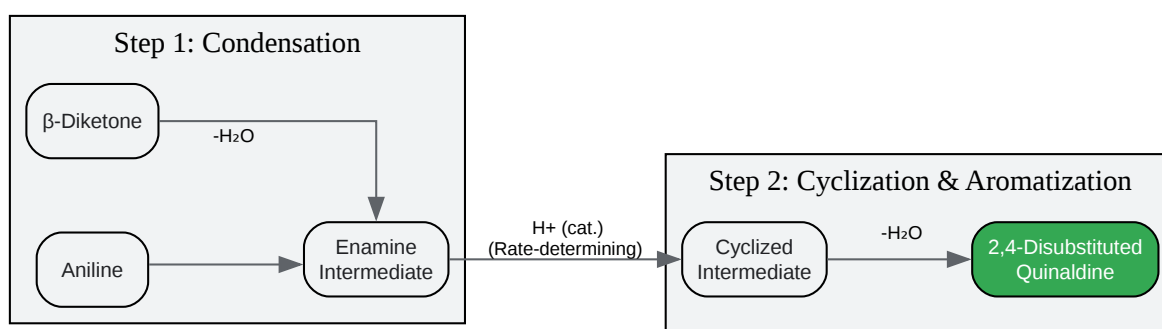 Step 1: Condensation
β-Diketone
-H₂O
Aniline
Enamine
Intermediate
H+ (cat.)
(Rate-determining)
Step 2: Cyclization & Aromatization
Cyclized
Intermediate
-H₂O
2,4-Disubstituted
Quinaldine